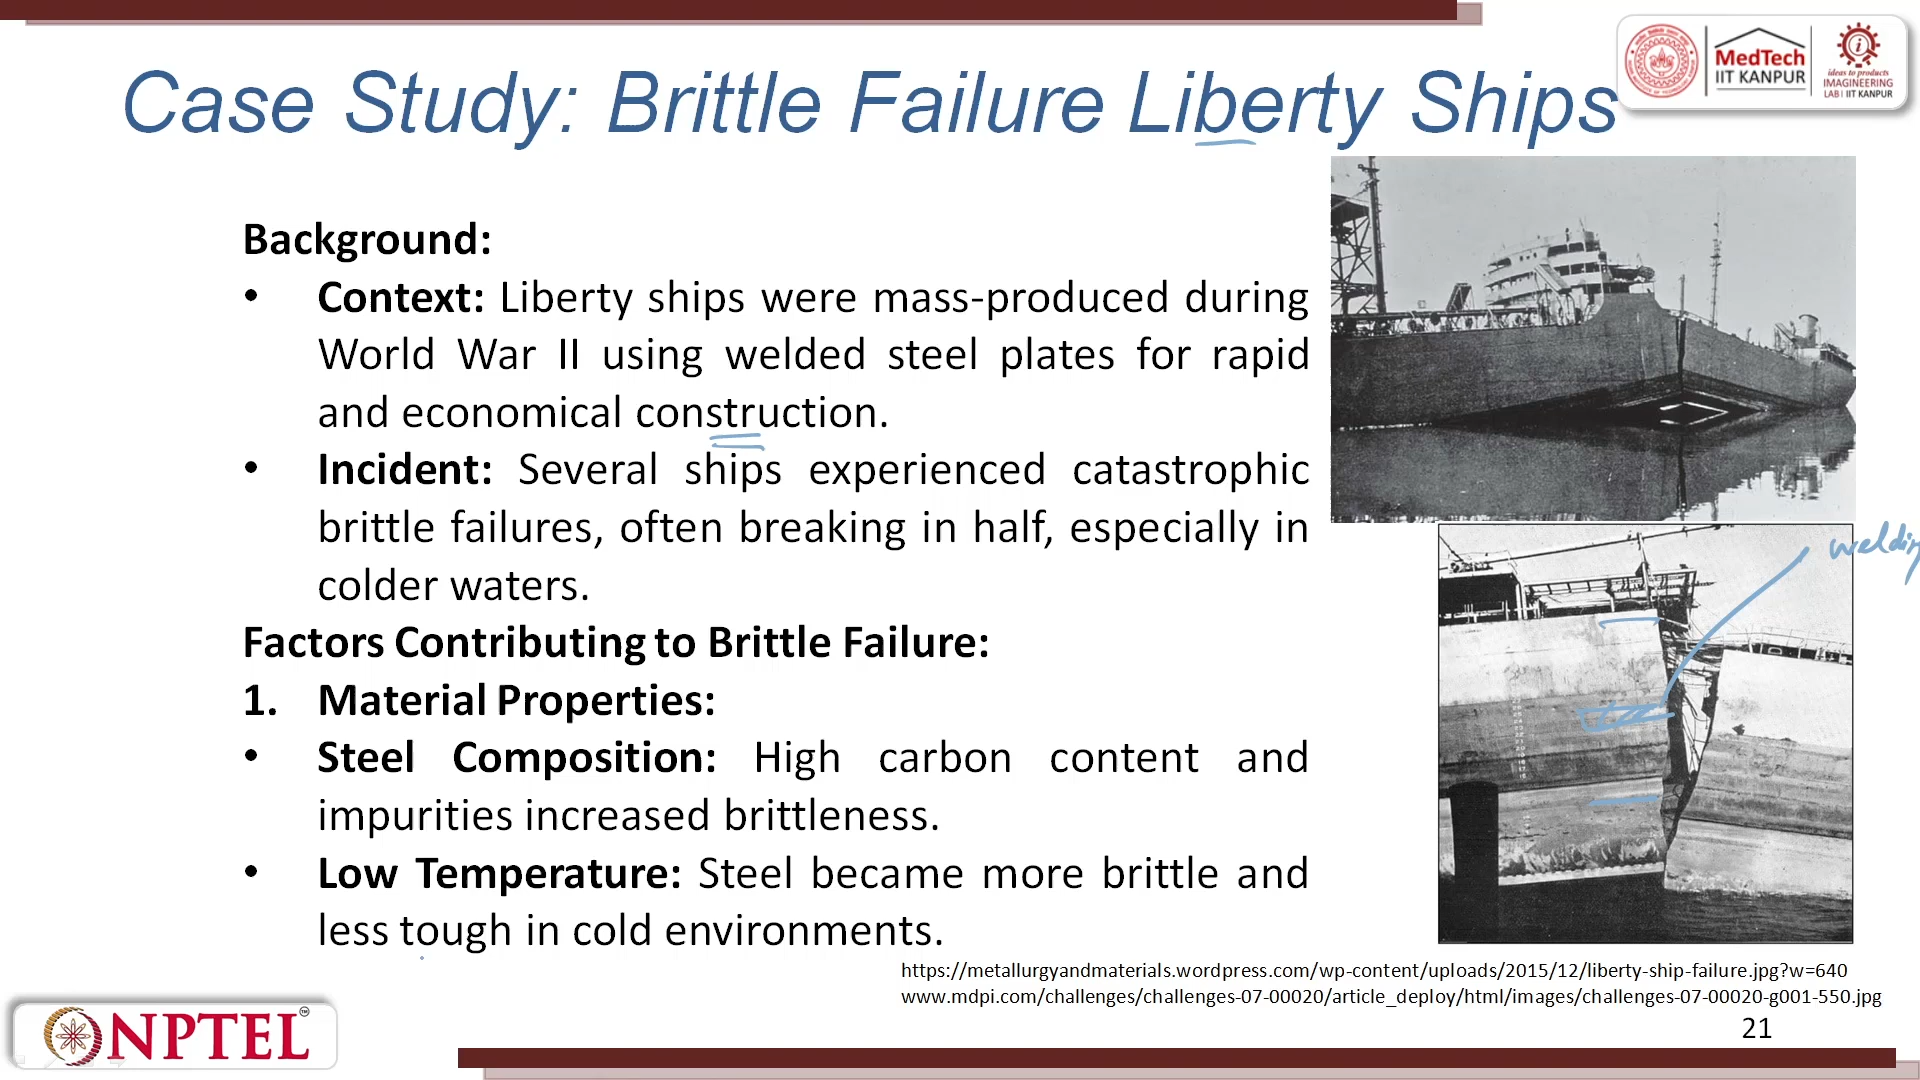 Case Study: Brittle Failure Liberty Ships
MedTech
IIT KANPUR
ideas to products
IMAGINEERING
LAB | IIT KANPUR
Background:
• Context: Liberty ships were mass-produced during
World War II using welded steel plates for rapid
and economical construction.
• Incident: Several ships experienced catastrophic
brittle failures, often breaking in half, especially in
colder waters.
Factors Contributing to Brittle Failure:
1. Material Properties:
• Steel Composition: High carbon content and
impurities increased brittleness.
• Low Temperature: Steel became more brittle and
less tough in cold environments.
https://metallurgyandmaterials.wordpress.com/wp-content/uploads/2015/12/liberty-ship-failure.jpg?w=640
www.mdpi.com/challenges/challenges-07-00020/article_deploy/html/images/challenges-07-00020-g001-550.jpg
21
NPTEL
TM